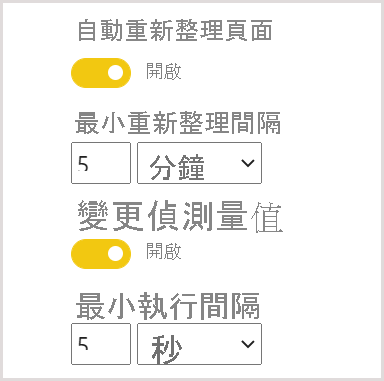 自動重新整理頁面
開啟
最小重新整理間隔
5 分鐘
變更偵測量值
開啟
最小執行間隔
5 秒